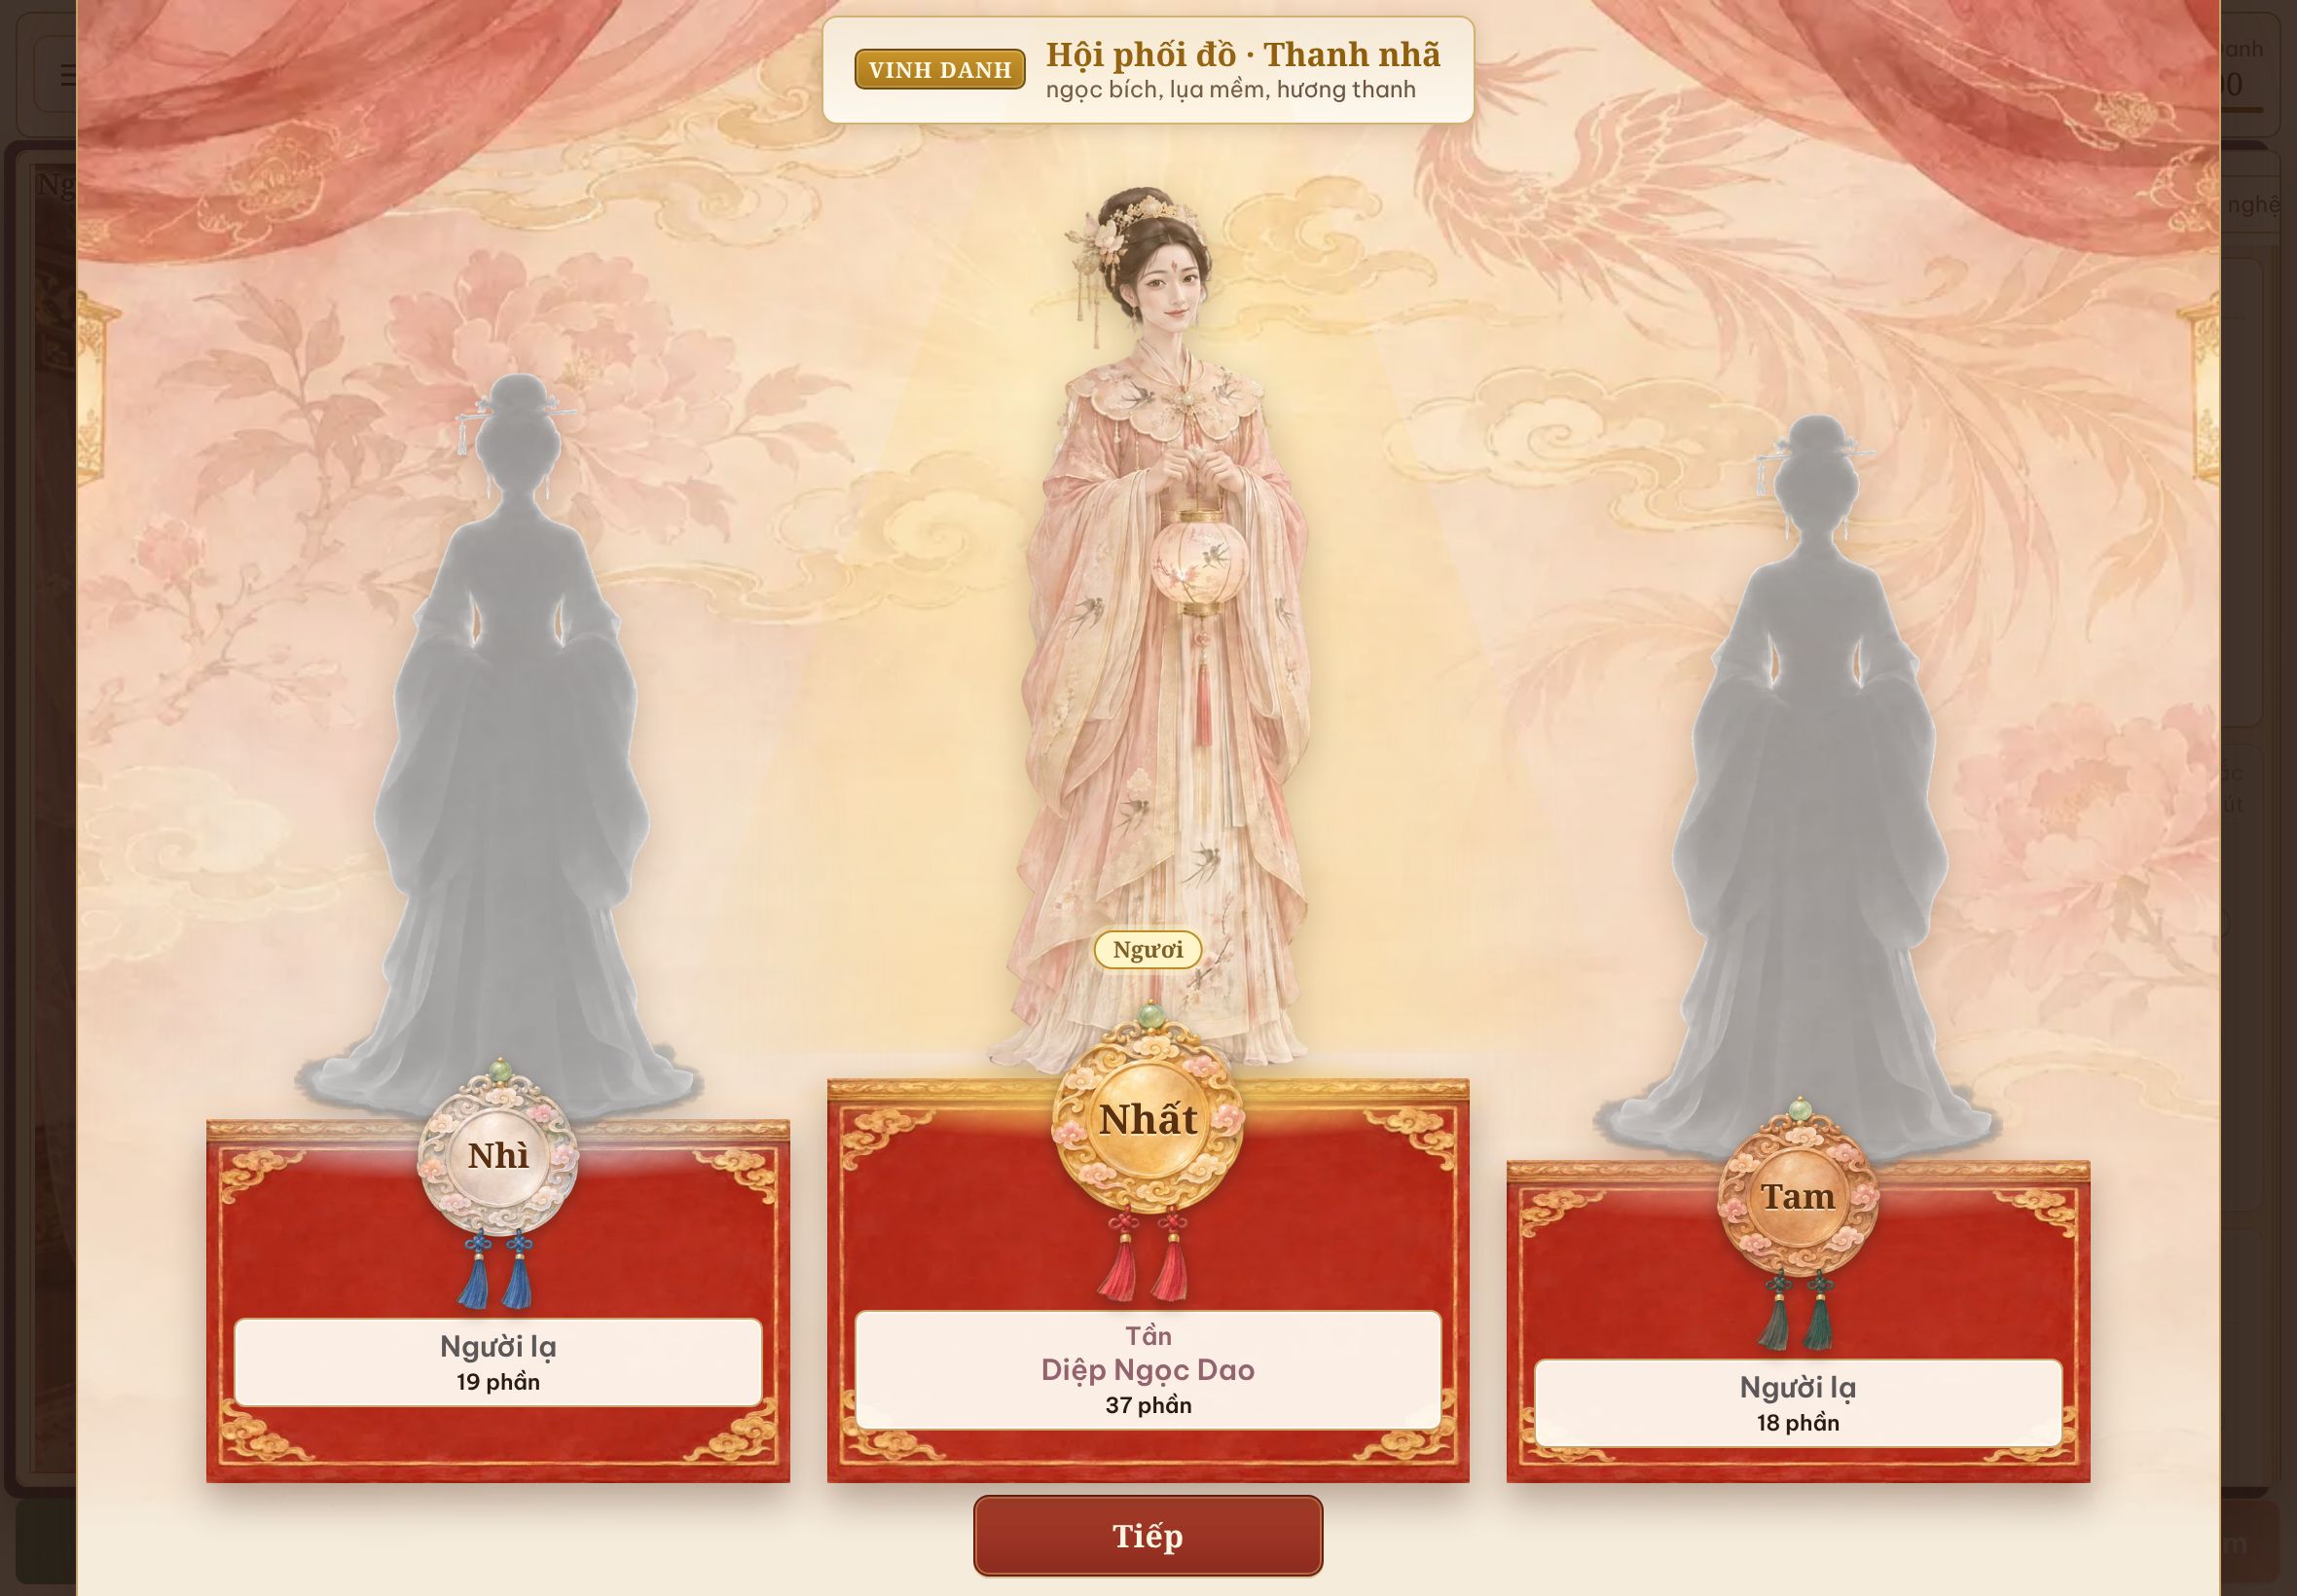 VINH DANH
Hội phối đồ · Thanh nhã
ngọc bích, lụa mềm, hương thanh
Ngươi
Nhì
Nhất
Tam
Người lạ
19 phần
Tần
Diệp Ngọc Dao
37 phần
Người lạ
18 phần
Tiếp
nghệ